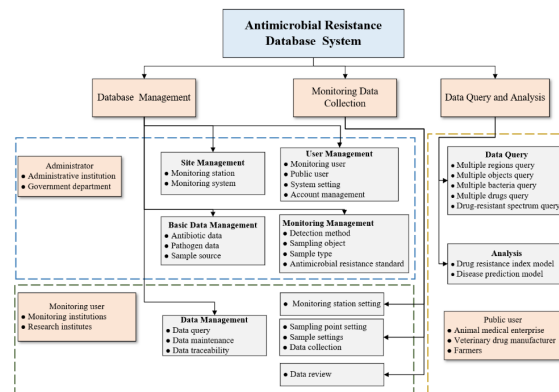 Antimicrobial Resistance
Database System
Database Management
Monitoring Data
Collection
Data Query and Analysis
Administrator
● Administrative institution
● Government department
Site Management
● Monitoring station
● Monitoring system
User Management
● Monitoring user
● Public user
● System setting
● Account management
Basic Data Management
● Antibiotic data
● Pathogen data
● Sample source
Monitoring Management
● Detection method
● Sampling object
● Sample type
● Antimicrobial resistance standard
Data Query
● Multiple regions query
● Multiple objects query
● Multiple bacteria query
● Multiple drugs query
● Drug-resistant spectrum query
Analysis
● Drug resistance index model
● Disease prediction model
Monitoring user
● Monitoring institutions
● Research institutes
Data Management
● Data query
● Data maintenance
● Data traceability
● Monitoring station setting
● Sampling point setting
● Sample settings
● Data collection
● Data review
Public user
● Animal medical enterprise
● Veterinary drug manufacturer
● Farmers